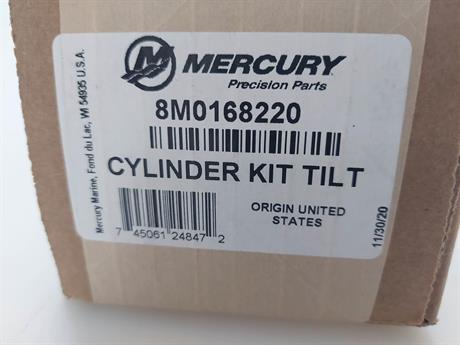 MERCURY
Precision Parts
8M0168220
CYLINDER KIT TILT
7 45061 24847 2
ORIGIN UNITED
STATES
11/30/20
Mercury Marine, Fond du Lac, WI 54935 U.S.A.